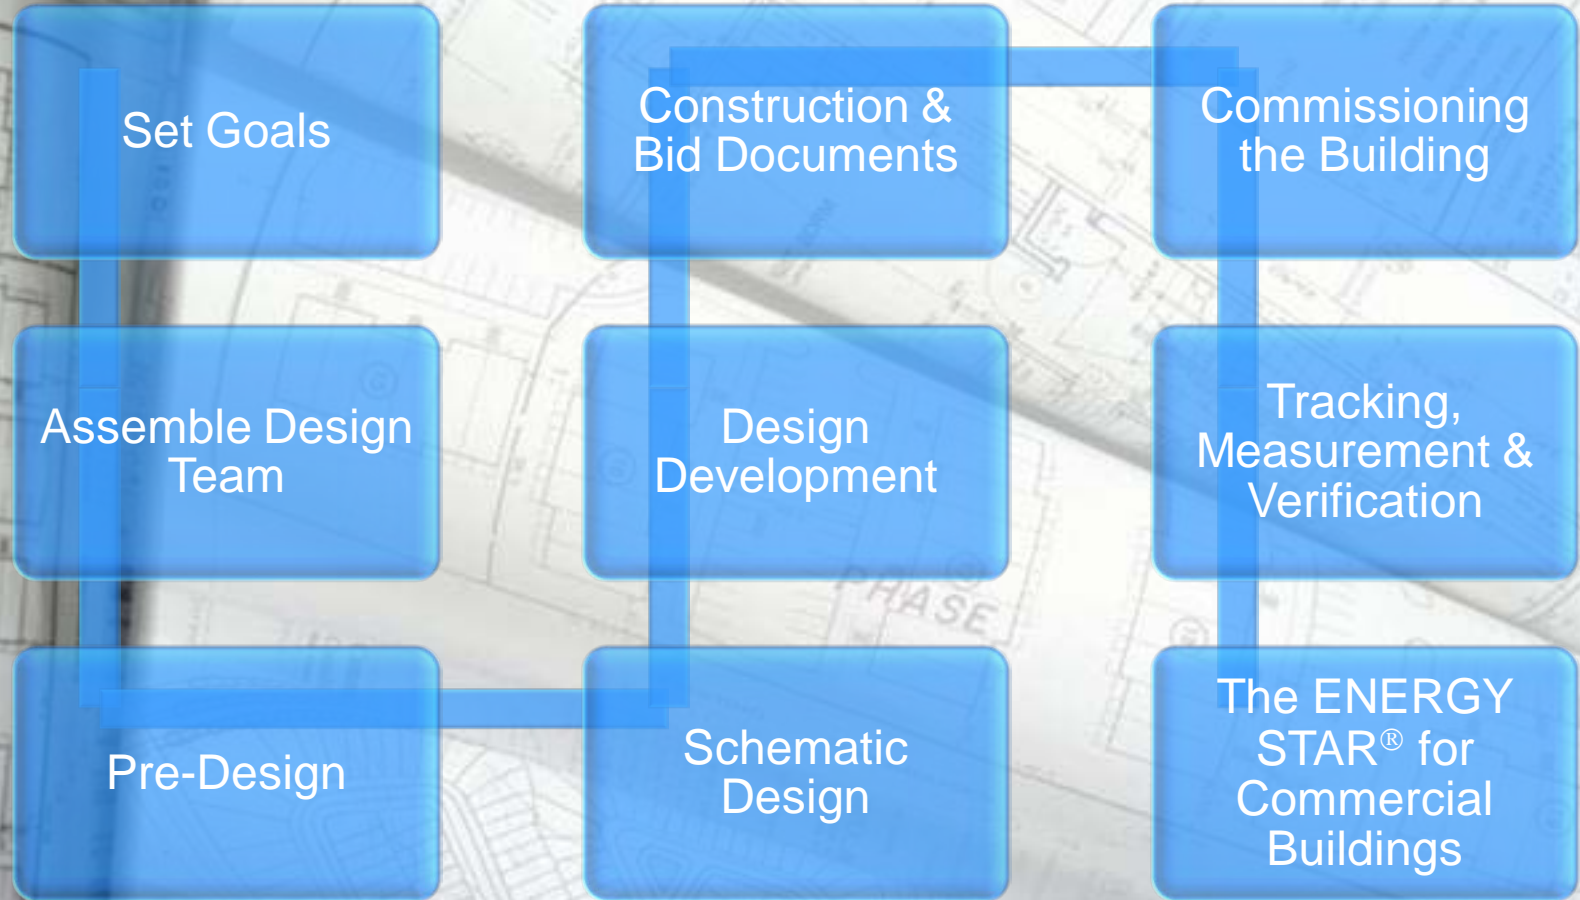 Set Goals
Assemble Design
Team
Pre-Design
Schematic
Design
Design
Development
Construction &
Bid Documents
Commissioning
the Building
Tracking,
Measurement &
Verification
The ENERGY
STAR® for
Commercial
Buildings
PHASE